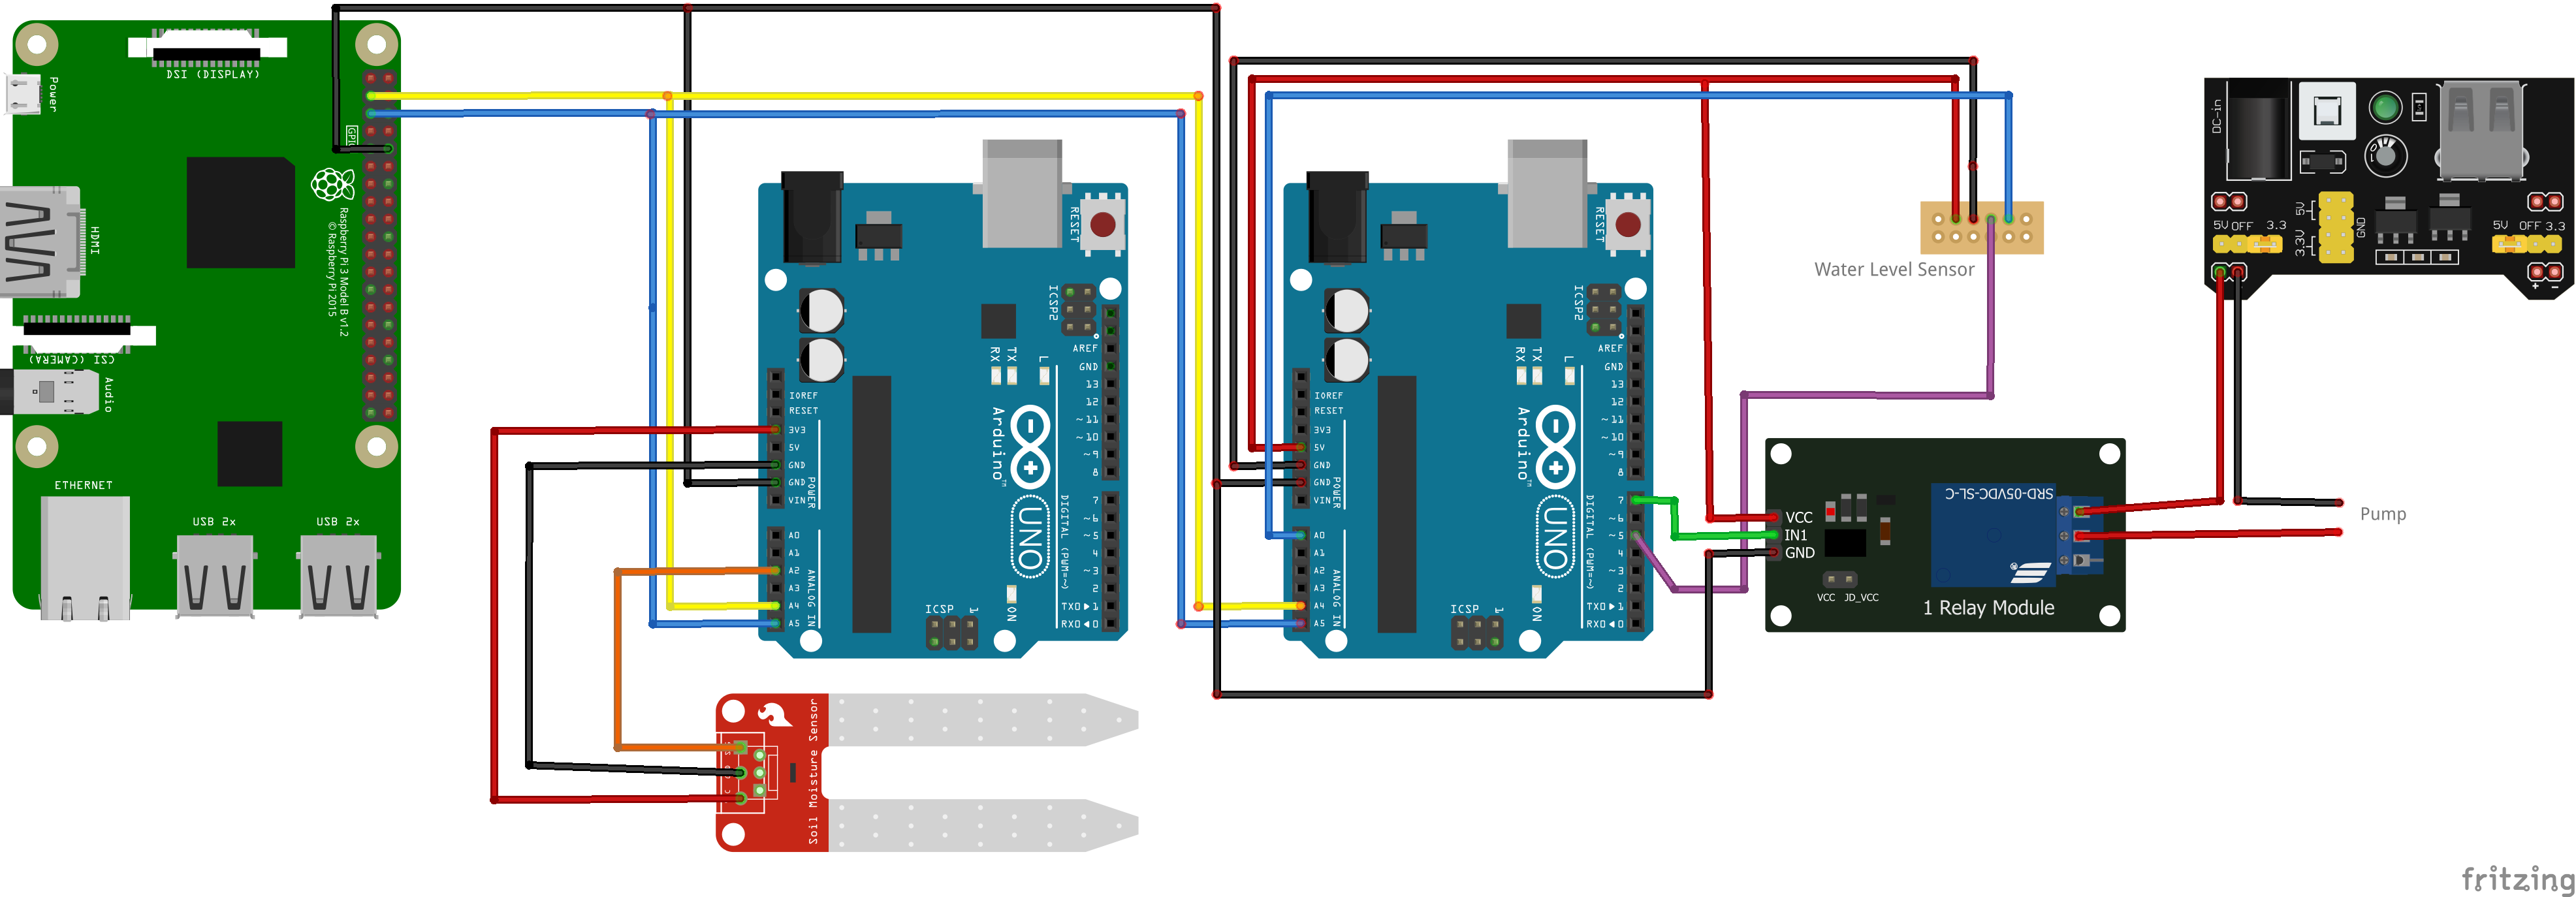 DSI (DISPLAY)
Power
HDMI
GPIO
Raspberry Pi 3 Model B v1.2
© Raspberry Pi 2015
CSI (CAMERA)
Audio
ETHERNET
USB 2x
USB 2x
RESET
ICSP2
AREF
GND
13
12
~11
~10
~9
8
7
~6
~5
4
~3
2
TX0 ▶ 1
RX0 ◀ 0
RX
TX
L
Arduino™
UNO
DIGITAL (PWM=~)
IOREF
RESET
3V3
5V
GND
GND
VIN
POWER
A0
A1
A2
A3
A4
A5
ANALOG IN
ICSP
1
ON
RESET
ICSP2
AREF
GND
13
12
~11
~10
~9
8
7
~6
~5
4
~3
2
TX0 ▶ 1
RX0 ◀ 0
RX
TX
L
Arduino™
UNO
DIGITAL (PWM=~)
IOREF
RESET
3V3
5V
GND
GND
VIN
POWER
A0
A1
A2
A3
A4
A5
ANALOG IN
ICSP
1
ON
Soil Moisture Sensor
Water Level Sensor
VCC
IN1
GND
SRD-05VDC-SL-C
VCC
JD_VCC
1 Relay Module
DC-in
5V
3.3V
GND
5V OFF 3.3
5V OFF 3.3
+ -
Pump
fritzing